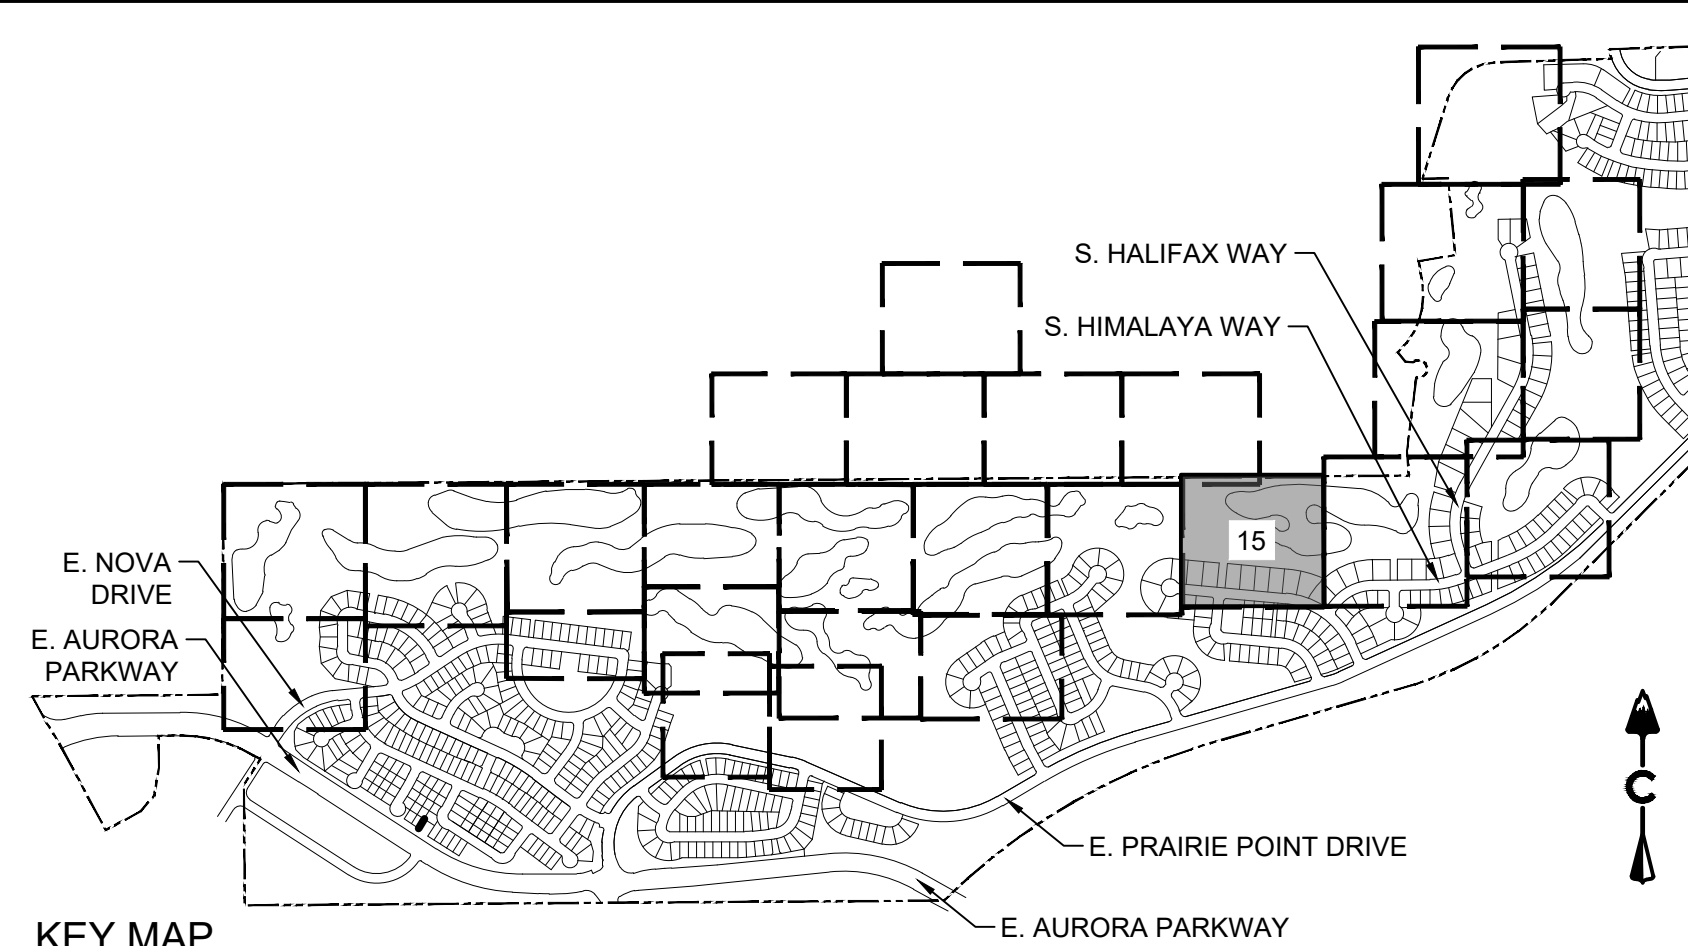 S. HALIFAX WAY
S. HIMALAYA WAY
15
E. NOVA
DRIVE
E. AURORA
PARKWAY
E. PRAIRIE POINT DRIVE
E. AURORA PARKWAY
KEY MAP